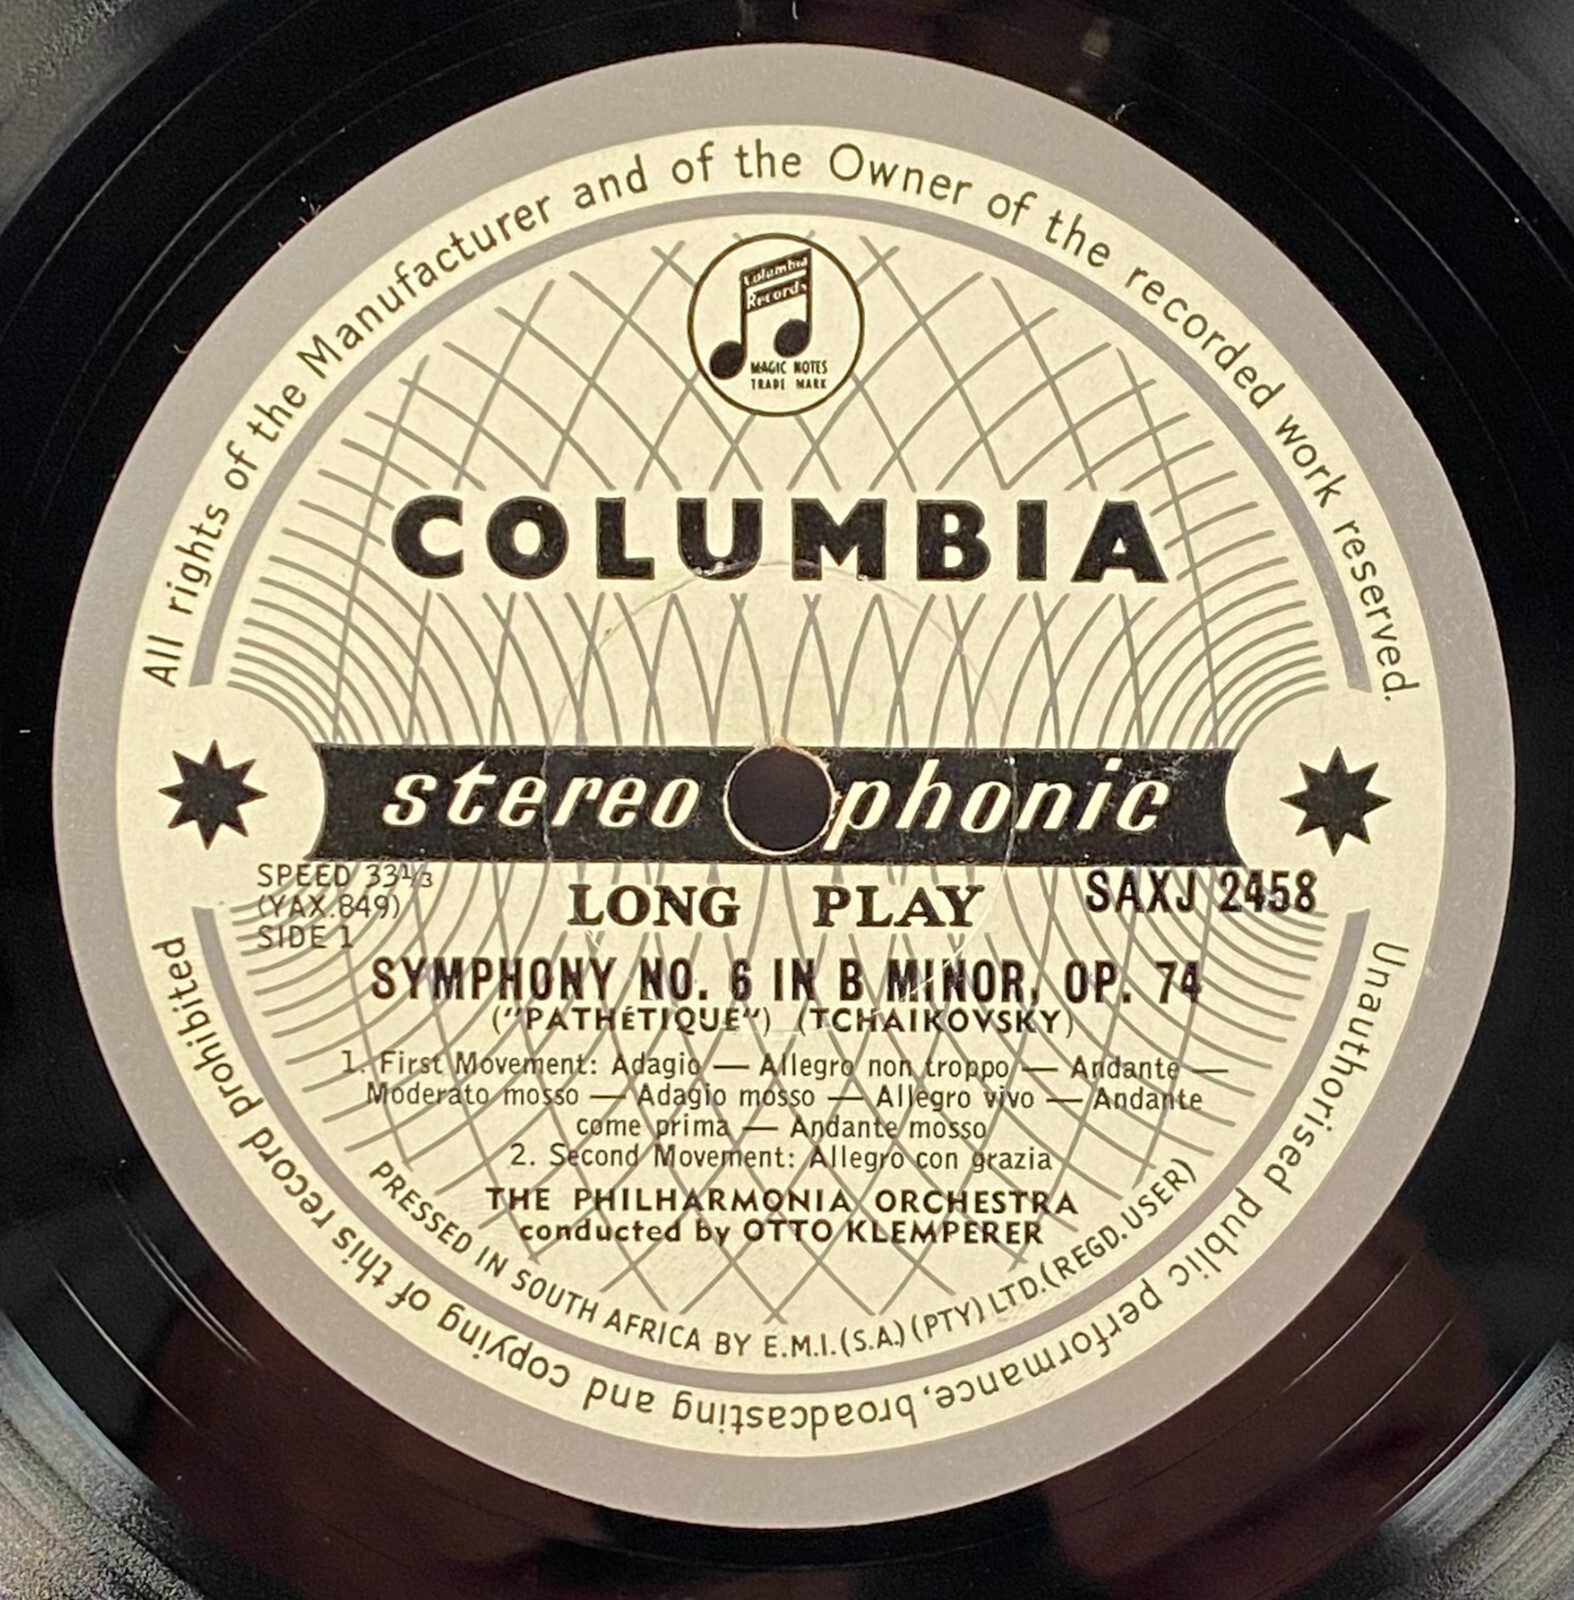 All rights of the Manufacturer and of the Owner of the recorded work reserved.
Columbia
Records
MAGIC NOTES
TRADE MARK
COLUMBIA
stereophonic
SPEED 33 1/3
(YAX.849)
SIDE 1
LONG PLAY
SAXJ 2458
SYMPHONY NO. 6 IN B MINOR, OP. 74
("PATHÉTIQUE") (TCHAIKOVSKY)
1. First Movement: Adagio — Allegro non troppo — Andante —
Moderato mosso — Adagio mosso — Allegro vivo — Andante
come prima — Andante mosso
2. Second Movement: Allegro con grazia
THE PHILHARMONIA ORCHESTRA
conducted by OTTO KLEMPERER
PRESSED IN SOUTH AFRICA BY E.M.I.(S.A.)(PTY)LTD.(REGD.USER)
Unauthorised public performance, broadcasting and copying of this record prohibited